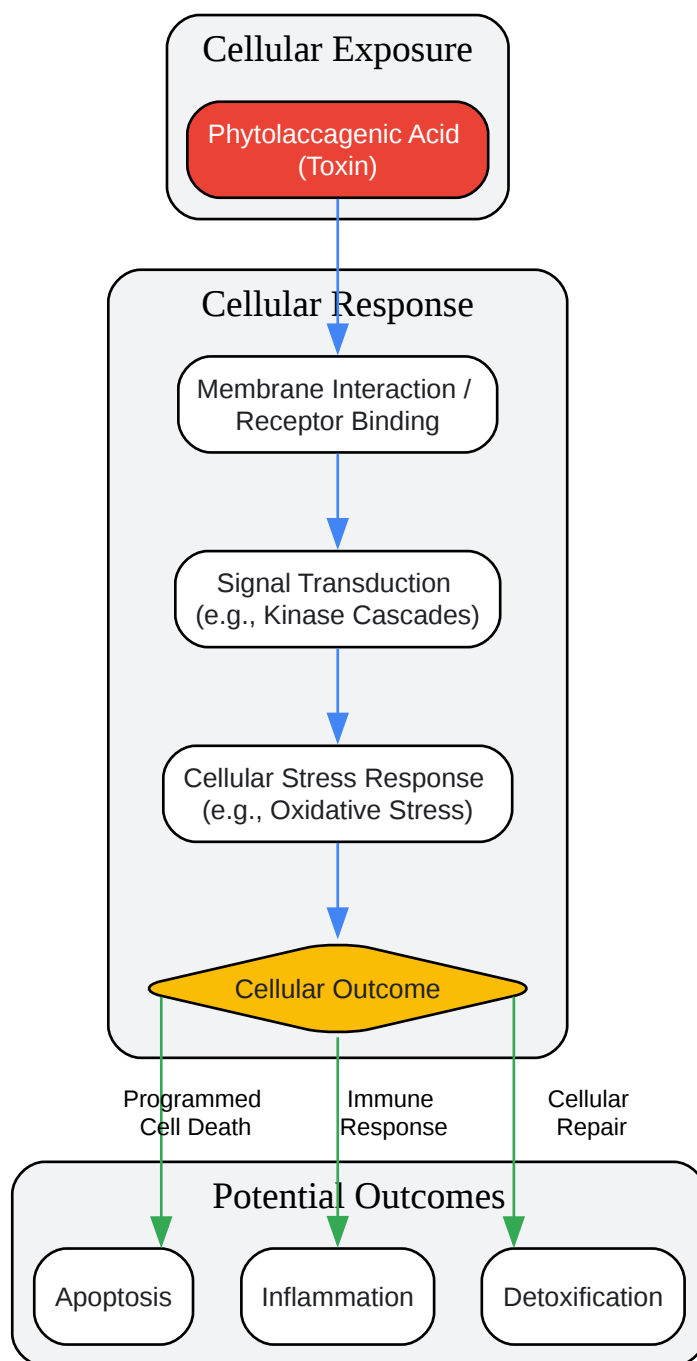 Cellular Exposure
Phytolaccagenic Acid
(Toxin)
Cellular Response
Membrane Interaction /
Receptor Binding
Signal Transduction
(e.g., Kinase Cascades)
Cellular Stress Response
(e.g., Oxidative Stress)
Cellular Outcome
Programmed
Cell Death
Immune
Response
Cellular
Repair
Potential Outcomes
Apoptosis
Inflammation
Detoxification